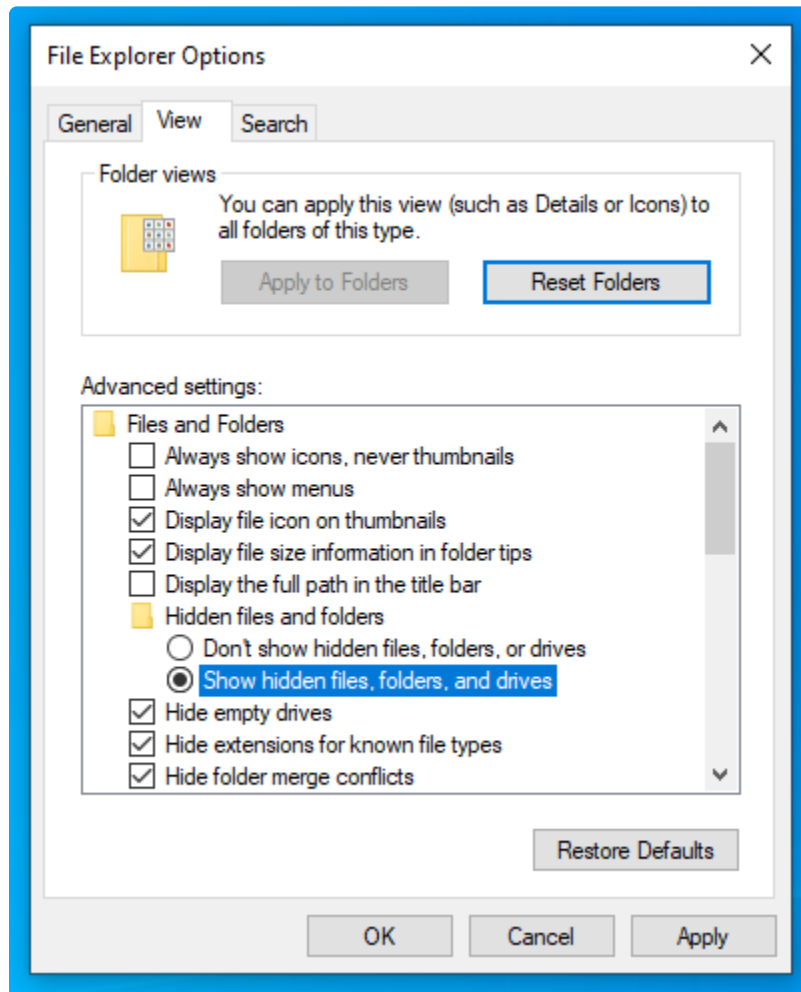 File Explorer Options
General View Search
Folder views
You can apply this view (such as Details or Icons) to
all folders of this type.
Apply to Folders Reset Folders
Advanced settings:
Files and Folders
Always show icons, never thumbnails
Always show menus
Display file icon on thumbnails
Display file size information in folder tips
Display the full path in the title bar
Hidden files and folders
Don't show hidden files, folders, or drives
Show hidden files, folders, and drives
Hide empty drives
Hide extensions for known file types
Hide folder merge conflicts
Restore Defaults
OK Cancel Apply